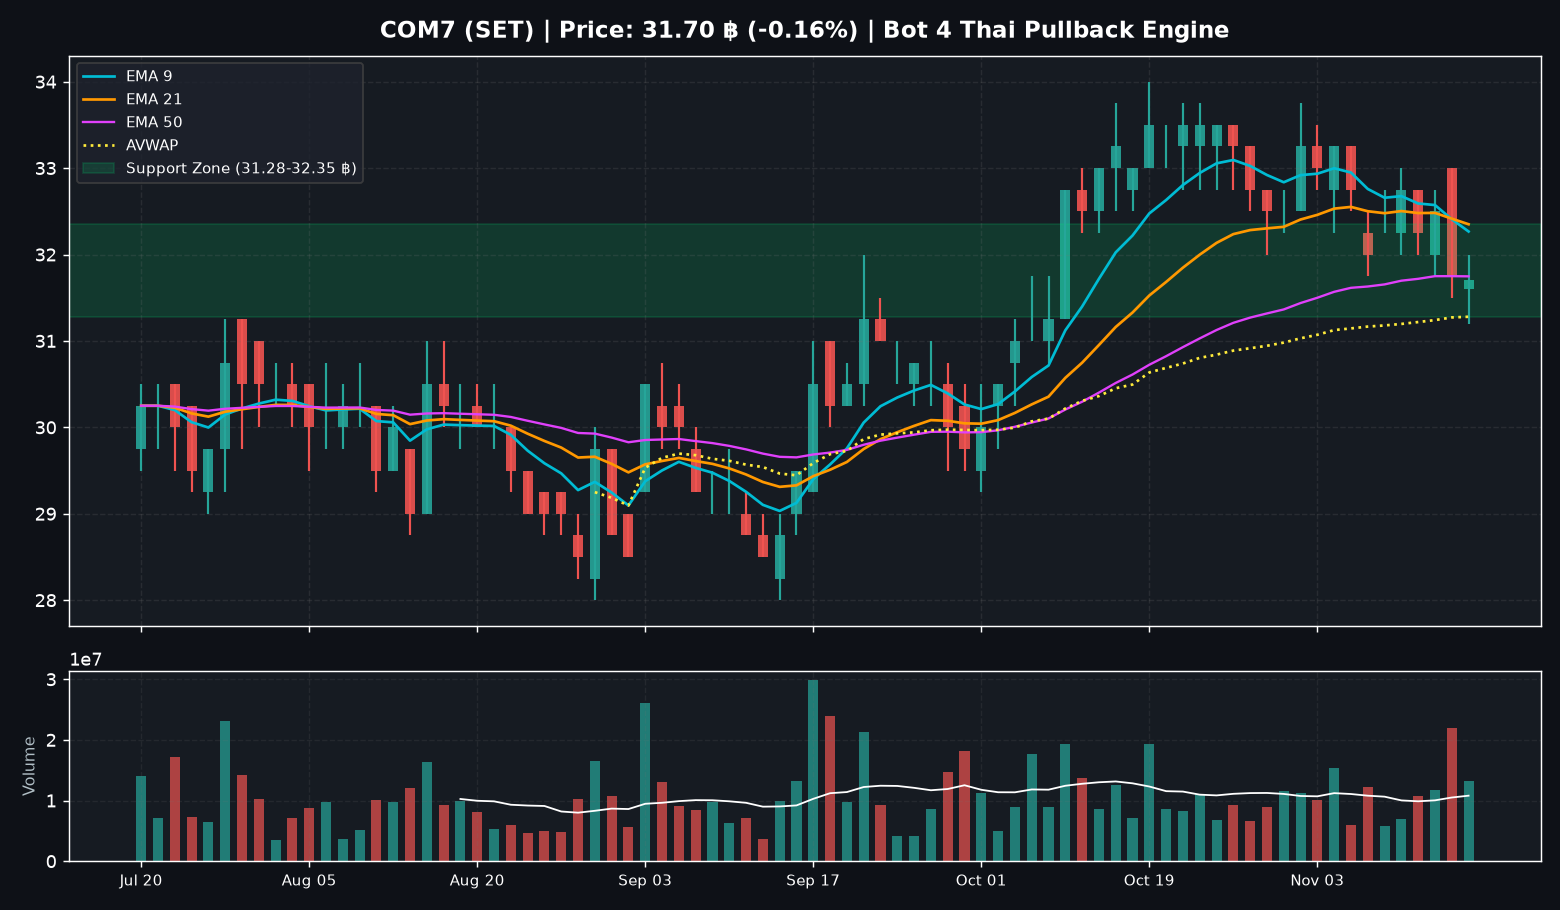 COM7 (SET) | Price: 31.70 ฿ (-0.16%) | Bot 4 Thai Pullback Engine
EMA 9
EMA 21
EMA 50
AVWAP
Support Zone (31.28-32.35 ฿)
34
33
32
31
30
29
28
1e7
3
2
1
0
Volume
Jul 20
Aug 05
Aug 20
Sep 03
Sep 17
Oct 01
Oct 19
Nov 03